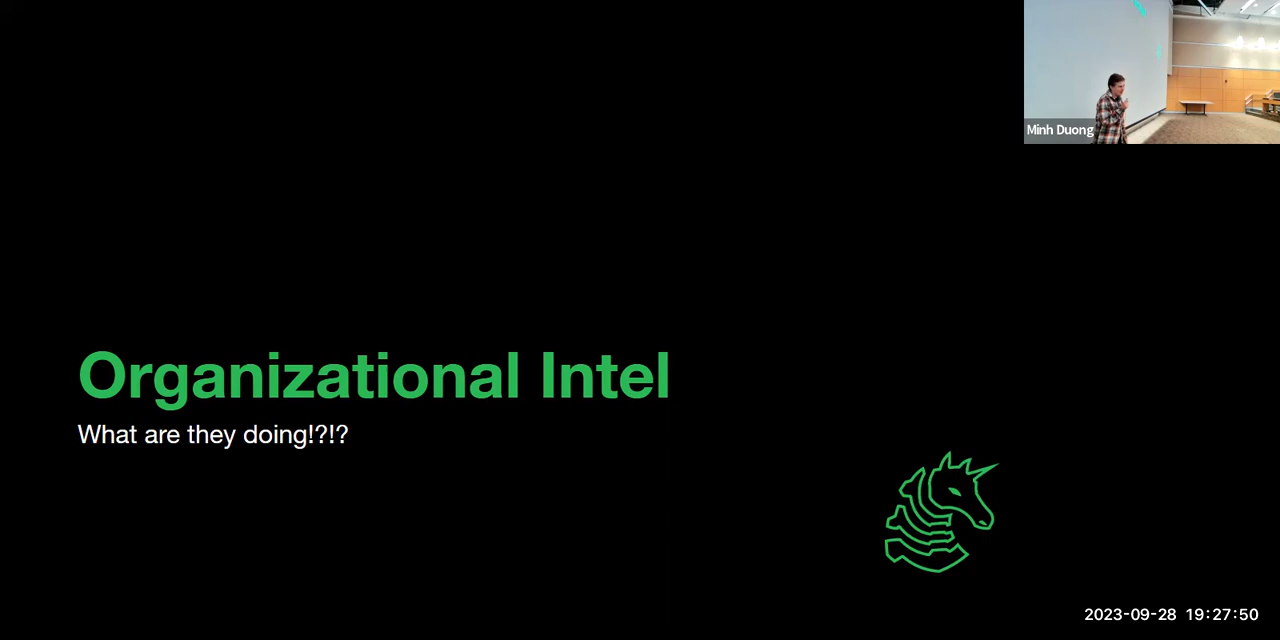 Minh Duong
Organizational Intel
What are they doing!?!?
2023-09-28 19:27:50